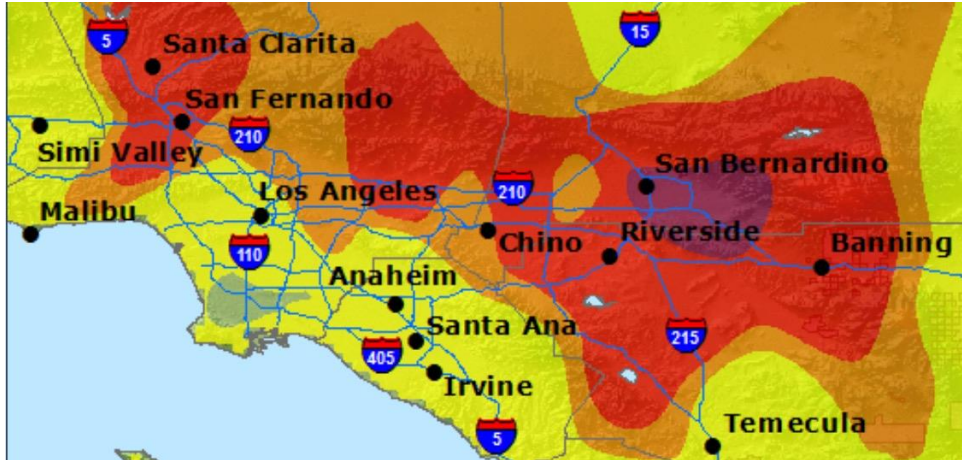 15
5
Santa Clarita
San Fernando
210
Simi Valley
San Bernardino
210
Los Angeles
Malibu
Chino
Riverside
Banning
110
Anaheim
Santa Ana
215
405
Irvine
Temecula
5